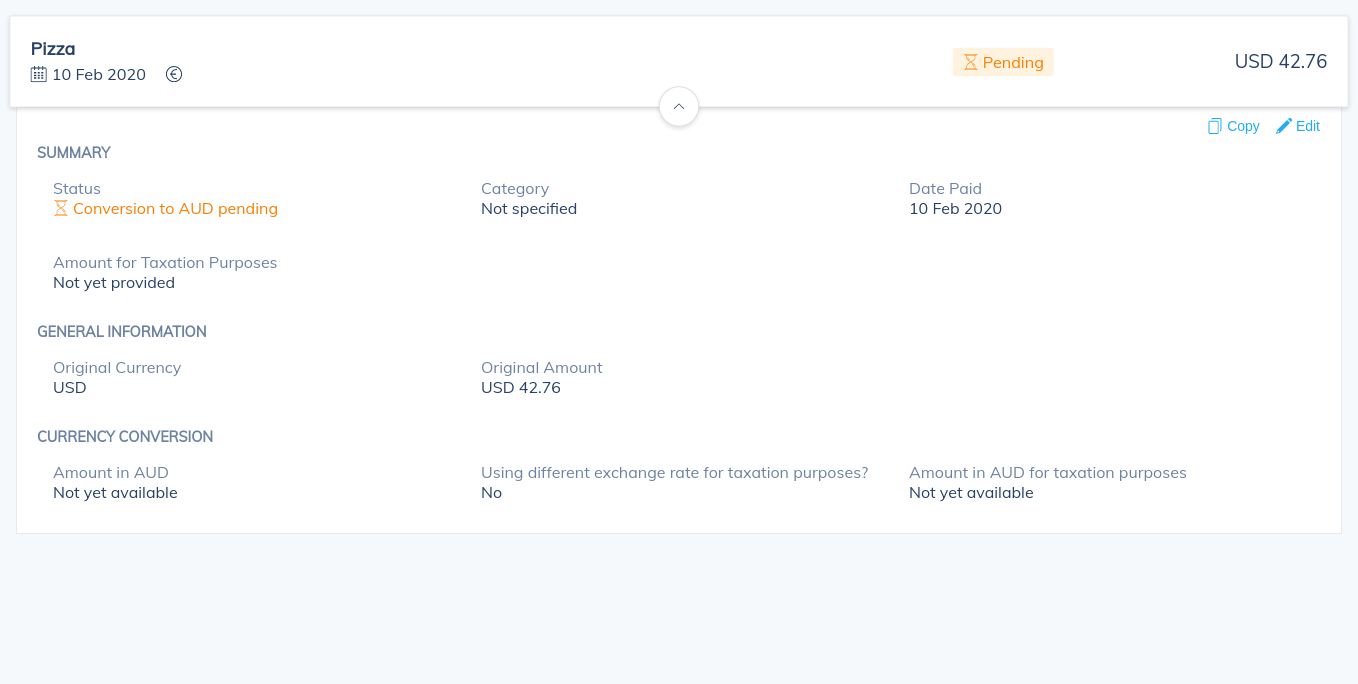 Pizza
10 Feb 2020 €
Pending
USD 42.76
Copy Edit
SUMMARY
Status
Conversion to AUD pending
Category
Not specified
Date Paid
10 Feb 2020
Amount for Taxation Purposes
Not yet provided
GENERAL INFORMATION
Original Currency
USD
Original Amount
USD 42.76
CURRENCY CONVERSION
Amount in AUD
Not yet available
Using different exchange rate for taxation purposes?
No
Amount in AUD for taxation purposes
Not yet available